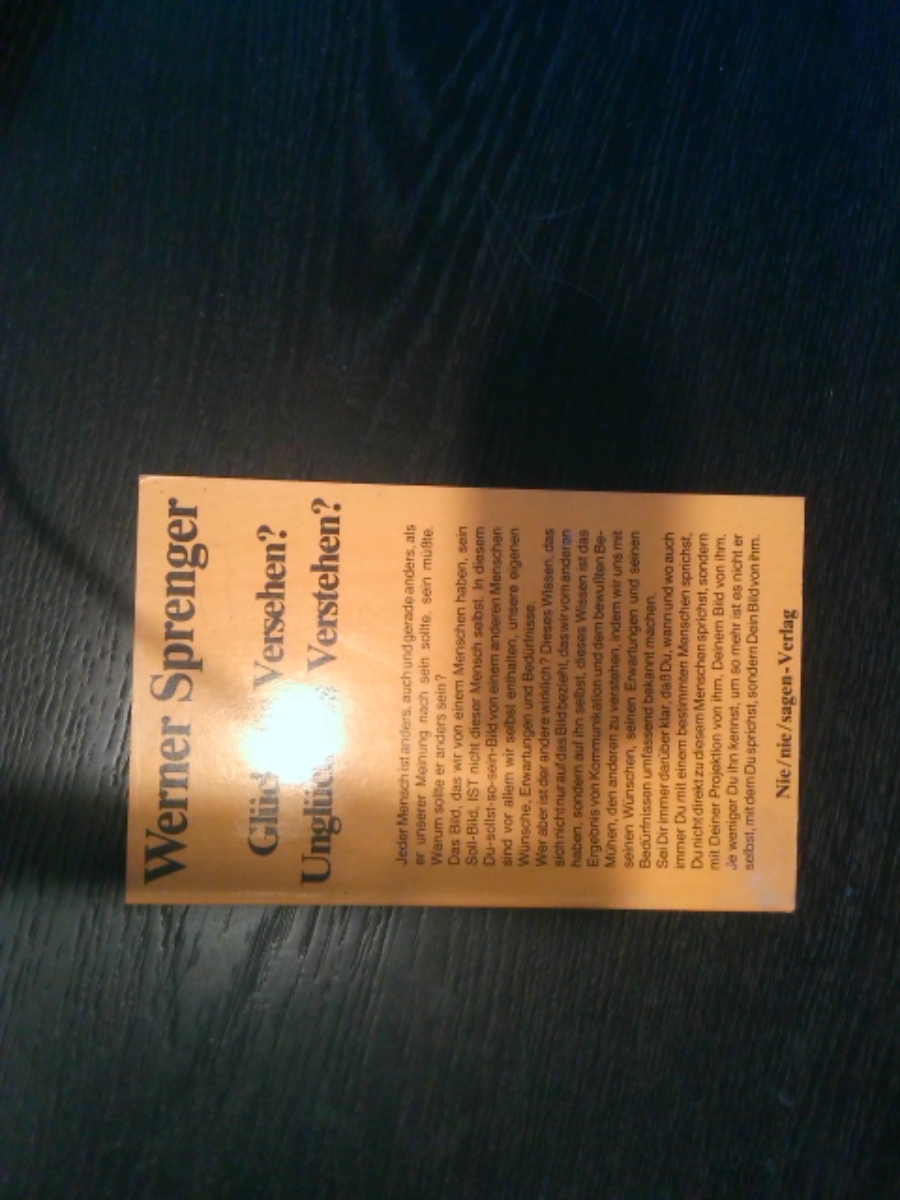 Werner Sprenger
Versehen?
Verstehen?
Jeder Mensch ist anders, auch und gerade anders, als
er unserer Meinung nach sein sollte, sein müßte.
Warum sollte er anders sein?
Das Bild, das wir von einem Menschen haben, sein
Soll-Bild, IST nicht dieser Mensch selbst. In diesem
Du-sollst-so-sein-Bild von einem anderen Menschen
sind vor allem wir selbst enthalten, unsere eigenen
Wünsche, Erwartungen und Bedürfnisse.
Wer aber ist der andere wirklich? Dieses Wissen, das
sich nicht nur auf das Bild bezieht, das wir vom anderen
haben, sondern auf ihn selbst, dieses Wissen ist das
Ergebnis von Kommunikation und dem bewußten Be-
Mühen, den anderen zu verstehen, indem wir uns mit
seinen Wünschen, seinen Erwartungen und seinen
Bedürfnissen umfassend bekannt machen.
Sei Dir immer darüber klar, daß Du, wann und wo auch
immer Du mit einem bestimmten Menschen sprichst,
Du nicht direkt zu diesem Menschen sprichst, sondern
mit Deiner Projektion von ihm, Deinem Bild von ihm.
Je weniger Du ihn kennst, um so mehr ist es nicht er
selbst, mit dem Du sprichst, sondern Dein Bild von ihm.
Nie/nie/sagen-Verlag